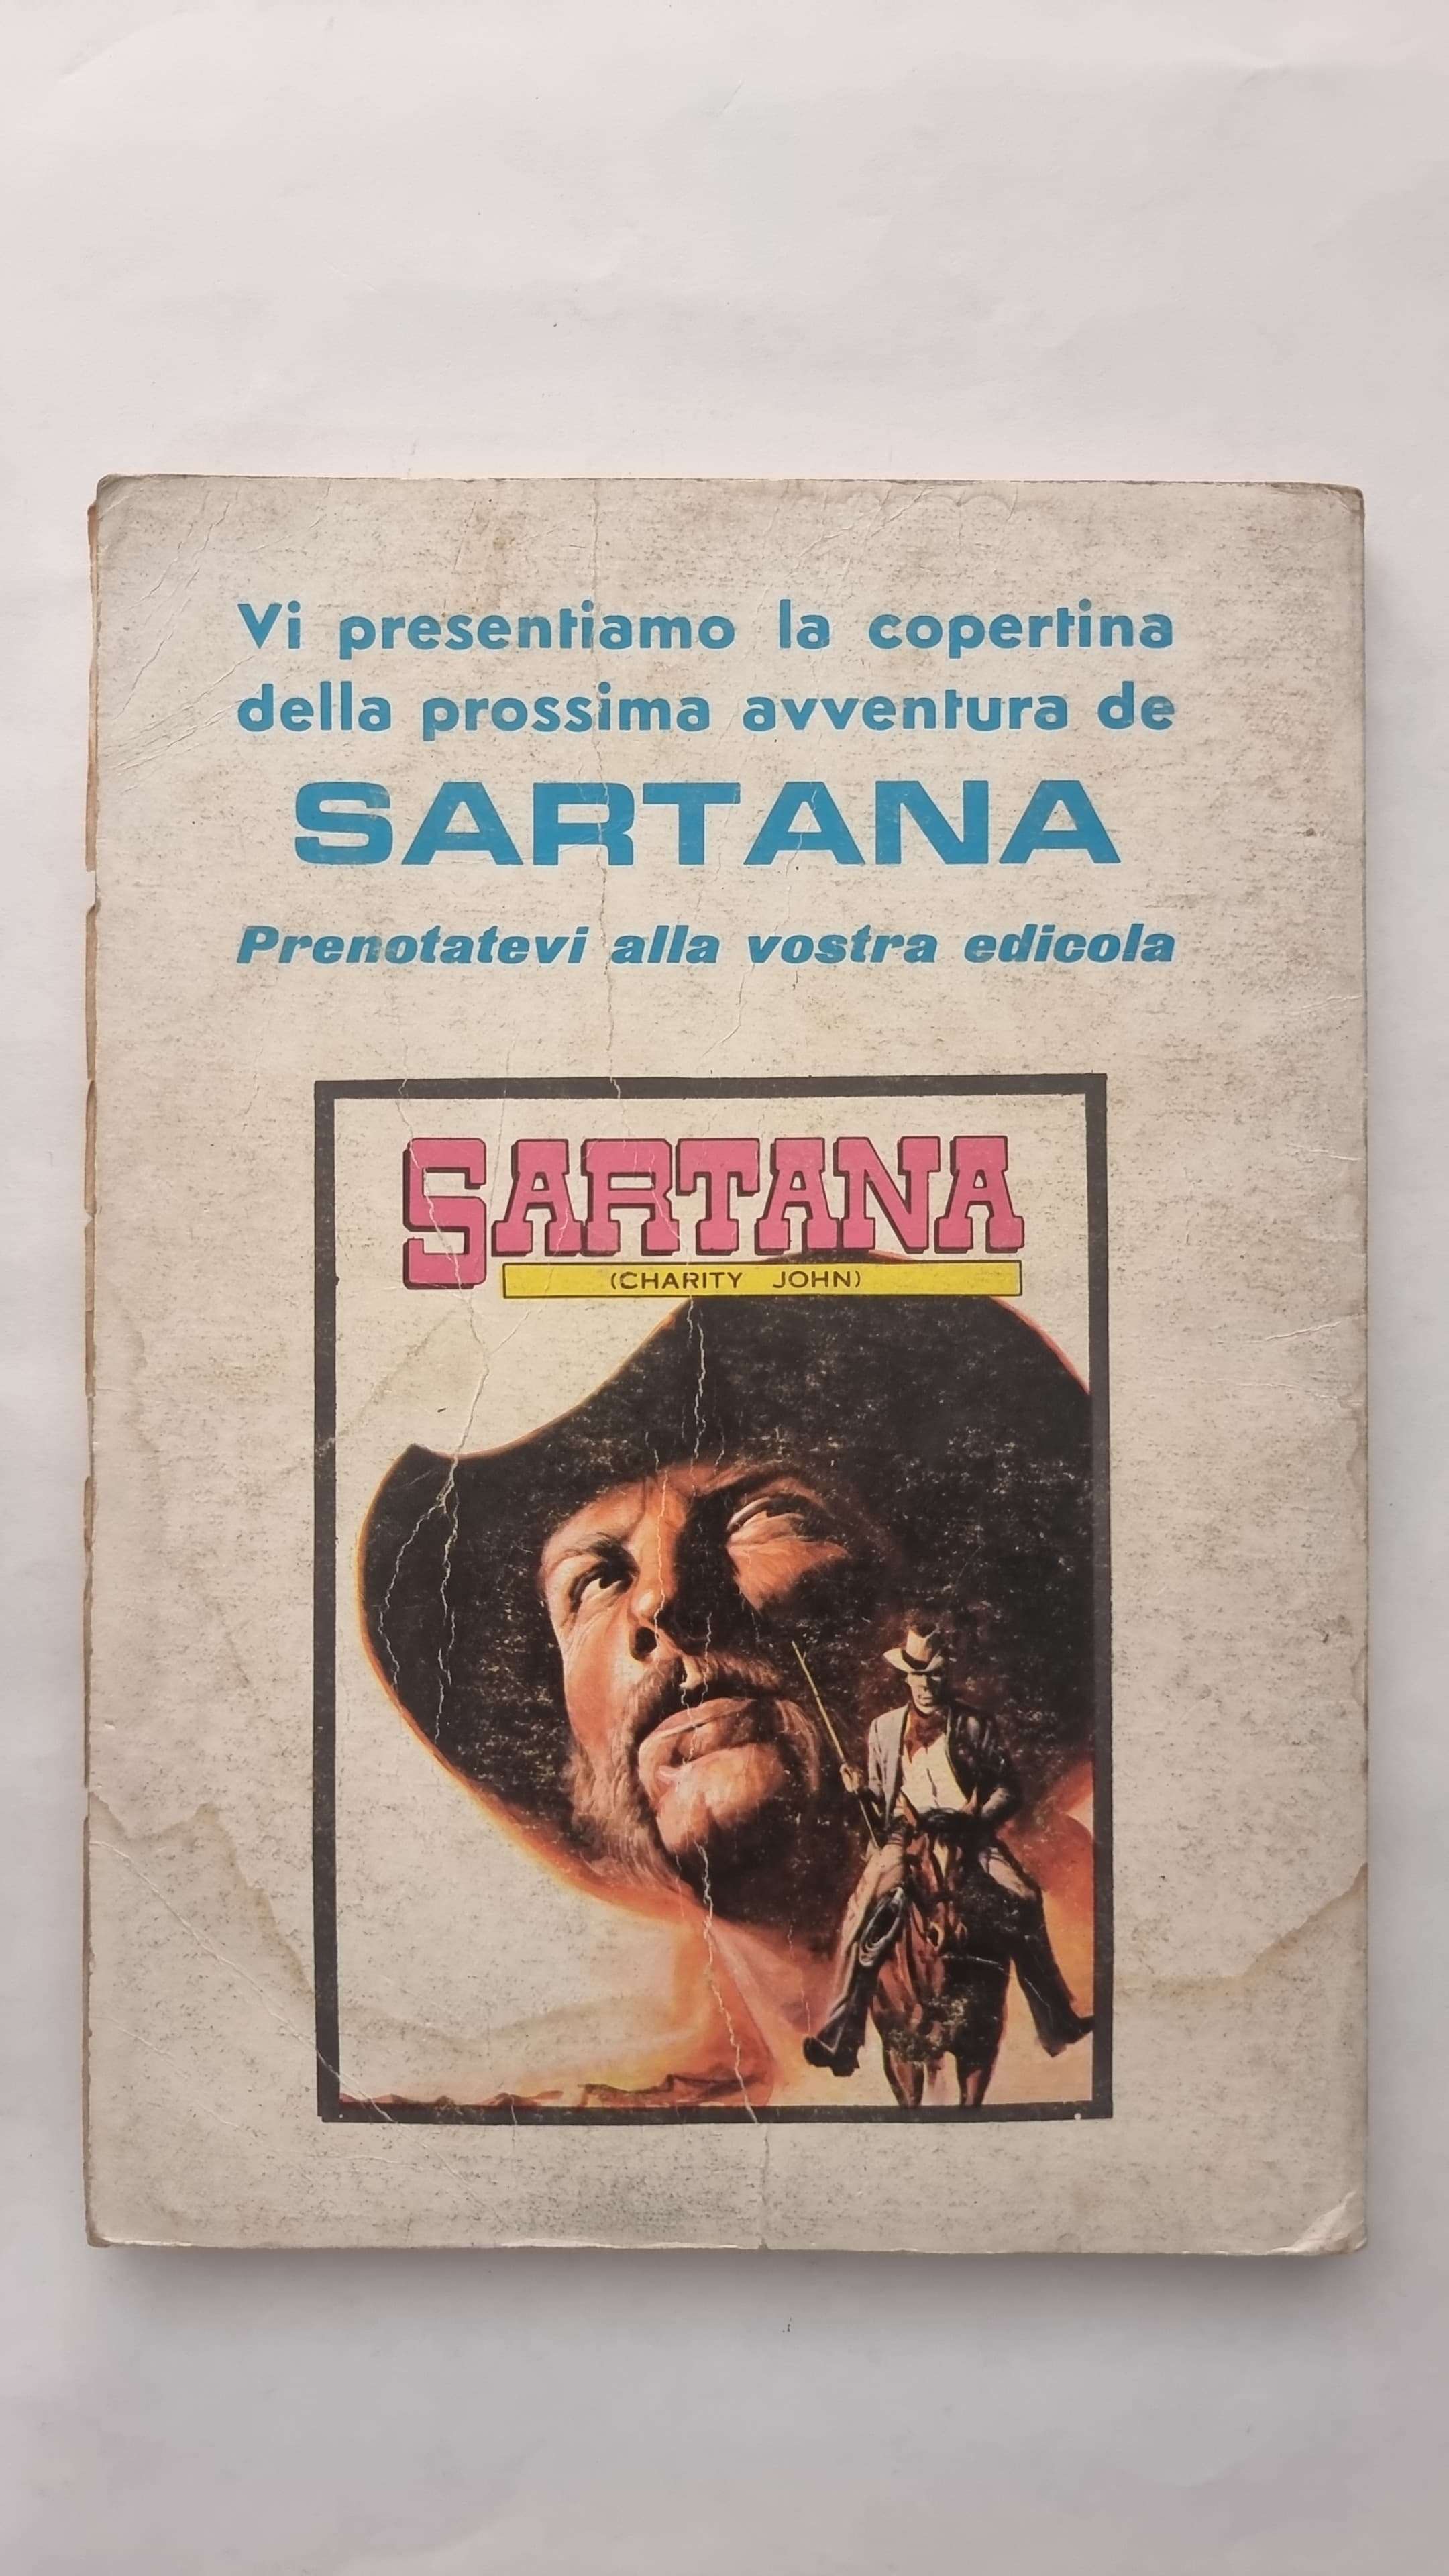 Vi presentiamo la copertina
della prossima avventura de
SARTANA
Prenotatevi alla vostra edicola
SARTANA
(CHARITY JOHN)